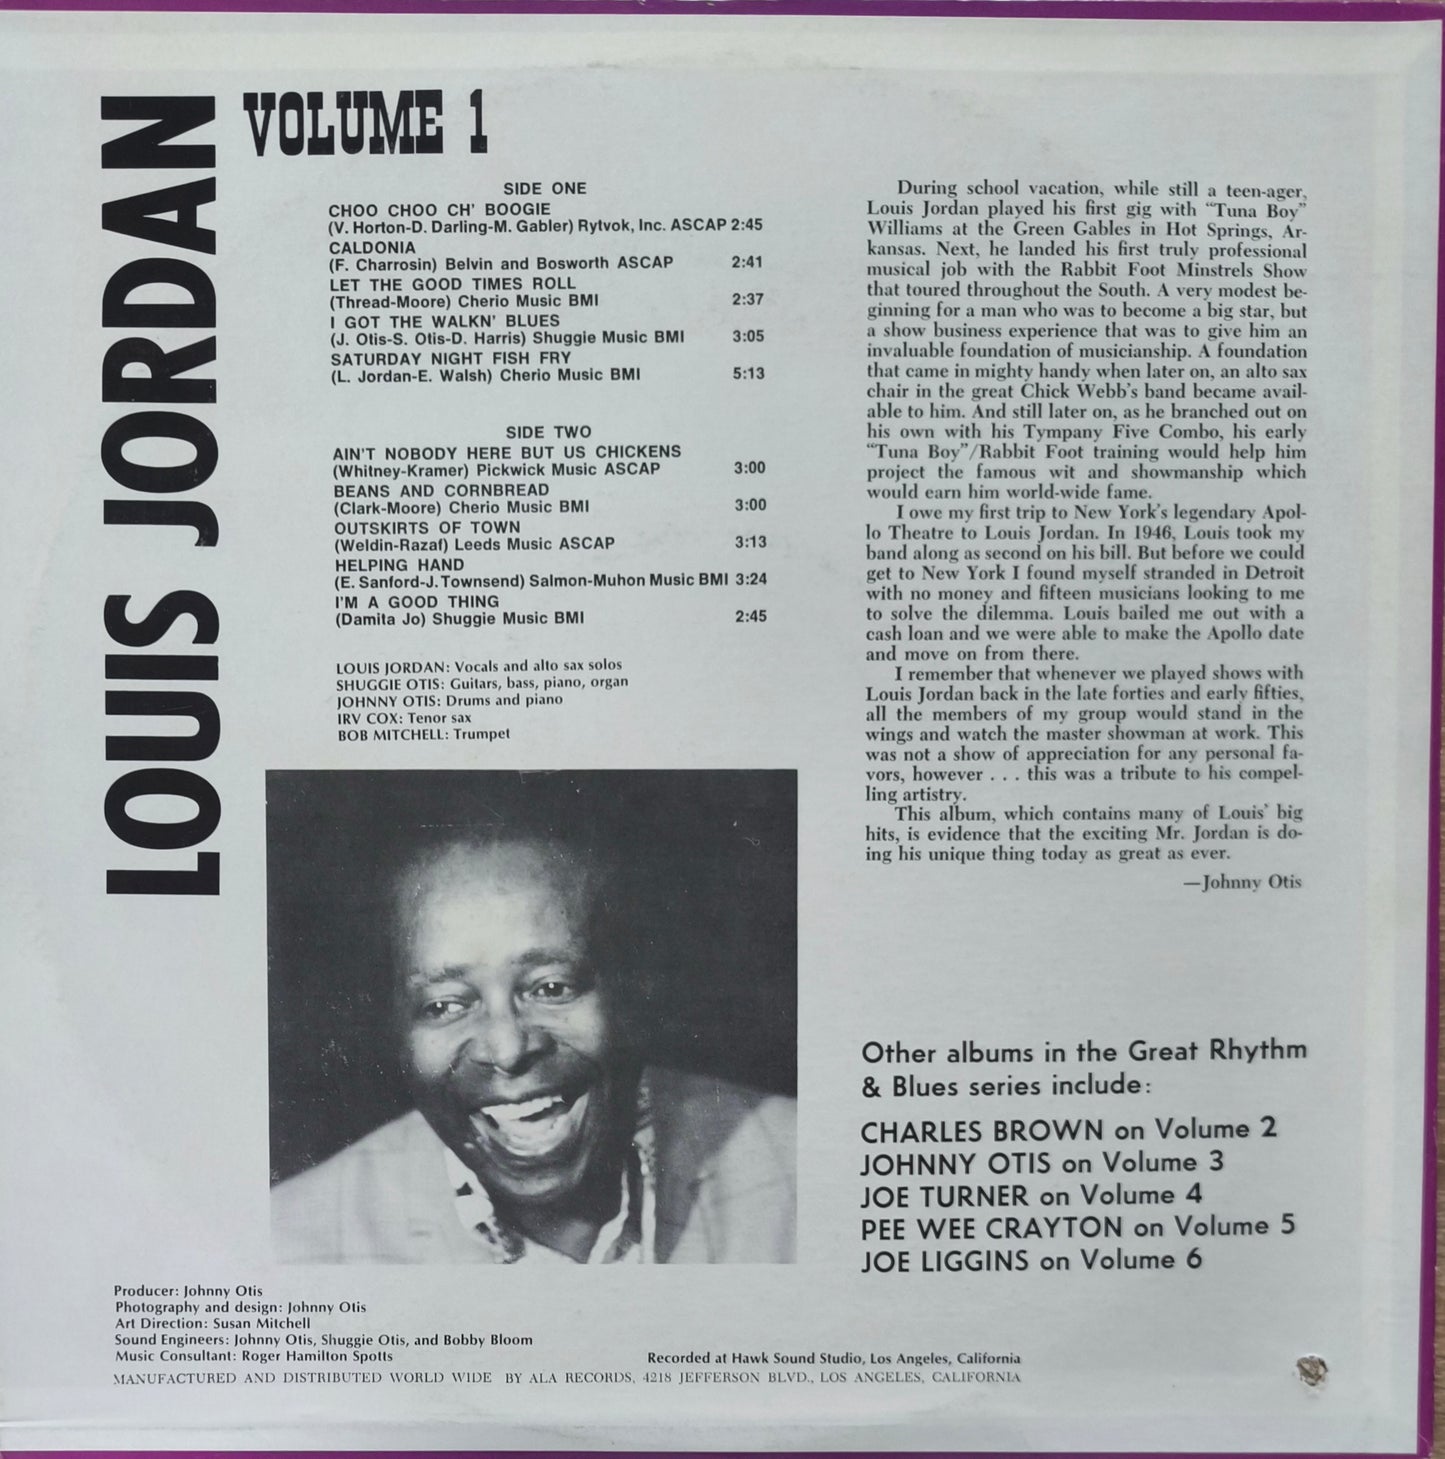 LOUIS JORDAN
VOLUME 1
SIDE ONE
CHOO CHOO CH' BOOGIE
(V. Horton-D. Darling-M. Gabler) Rytvok, Inc. ASCAP 2:45
CALDONIA
(F. Charrosin) Belvin and Bosworth ASCAP 2:41
LET THE GOOD TIMES ROLL
(Thread-Moore) Cherio Music BMI 2:37
I GOT THE WALKN' BLUES
(J. Otis-S. Otis-D. Harris) Shuggie Music BMI 3:05
SATURDAY NIGHT FISH FRY
(L. Jordan-E. Walsh) Cherio Music BMI 5:13
SIDE TWO
AIN'T NOBODY HERE BUT US CHICKENS
(Whitney-Kramer) Pickwick Music ASCAP 3:00
BEANS AND CORNBREAD
(Clark-Moore) Cherio Music BMI 3:00
OUTSKIRTS OF TOWN
(Weldin-Razaf) Leeds Music ASCAP 3:13
HELPING HAND
(E. Sanford-J. Townsend) Salmon-Muhon Music BMI 3:24
I'M A GOOD THING
(Damita Jo) Shuggie Music BMI 2:45
LOUIS JORDAN: Vocals and alto sax solos
SHUGGIE OTIS: Guitars, bass, piano, organ
JOHNNY OTIS: Drums and piano
IRV COX: Tenor sax
BOB MITCHELL: Trumpet
During school vacation, while still a teen-ager,
Louis Jordan played his first gig with "Tuna Boy"
Williams at the Green Gables in Hot Springs, Ar-
kansas. Next, he landed his first truly professional
musical job with the Rabbit Foot Minstrels Show
that toured throughout the South. A very modest be-
ginning for a man who was to become a big star, but
a show business experience that was to give him an
invaluable foundation of musicianship. A foundation
that came in mighty handy when later on, an alto sax
chair in the great Chick Webb's band became avail-
able to him. And still later on, as he branched out on
his own with his Tympany Five Combo, his early
"Tuna Boy"/Rabbit Foot training would help him
project the famous wit and showmanship which
would earn him world-wide fame.
I owe my first trip to New York's legendary Apol-
lo Theatre to Louis Jordan. In 1946, Louis took my
band along as second on his bill. But before we could
get to New York I found myself stranded in Detroit
with no money and fifteen musicians looking to me
to solve the dilemma. Louis bailed me out with a
cash loan and we were able to make the Apollo date
and move on from there.
I remember that whenever we played shows with
Louis Jordan back in the late forties and early fifties,
all the members of my group would stand in the
wings and watch the master showman at work. This
was not a show of appreciation for any personal fa-
vors, however . . . this was a tribute to his compel-
ling artistry.
This album, which contains many of Louis' big
hits, is evidence that the exciting Mr. Jordan is do-
ing his unique thing today as great as ever.
—Johnny Otis
Other albums in the Great Rhythm
& Blues series include:
CHARLES BROWN on Volume 2
JOHNNY OTIS on Volume 3
JOE TURNER on Volume 4
PEE WEE CRAYTON on Volume 5
JOE LIGGINS on Volume 6
Producer: Johnny Otis
Photography and design: Johnny Otis
Art Direction: Susan Mitchell
Sound Engineers: Johnny Otis, Shuggie Otis, and Bobby Bloom
Music Consultant: Roger Hamilton Spotts
Recorded at Hawk Sound Studio, Los Angeles, California
MANUFACTURED AND DISTRIBUTED WORLD WIDE BY ALA RECORDS, 4218 JEFFERSON BLVD., LOS ANGELES, CALIFORNIA